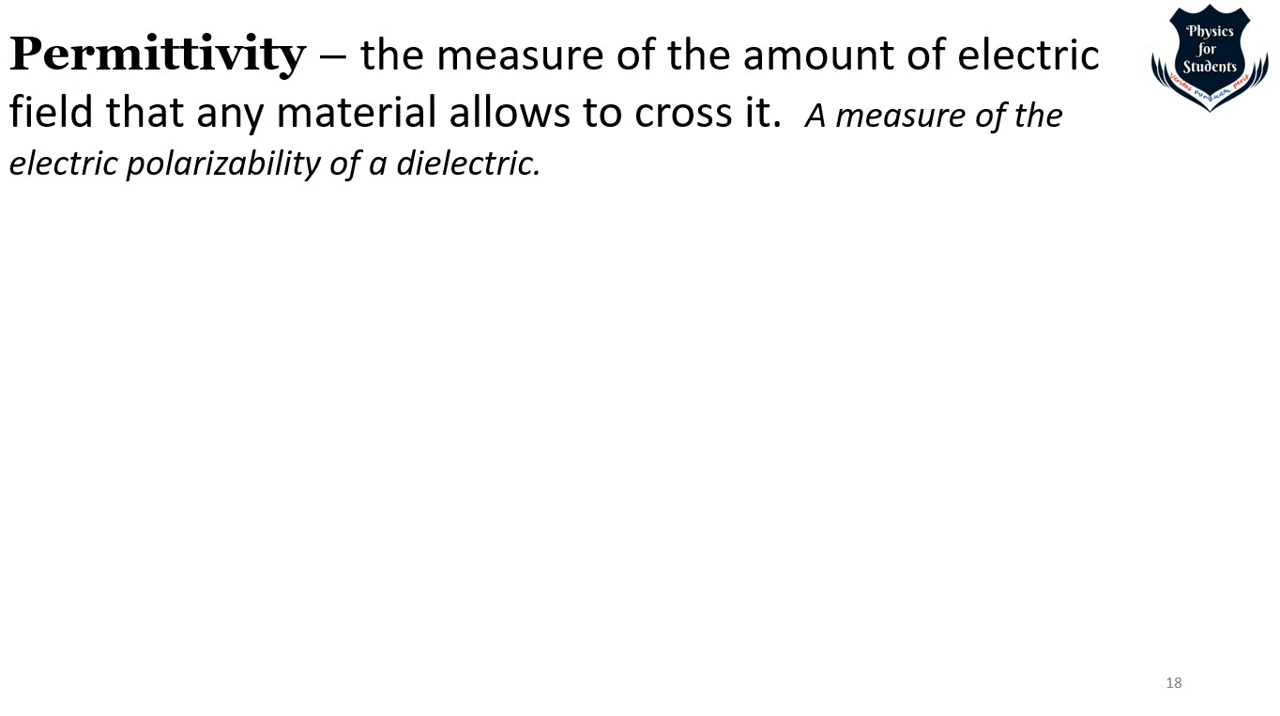 Permittivity – the measure of the amount of electric
field that any material allows to cross it. A measure of the
electric polarizability of a dielectric.
Physics
for
Students
18